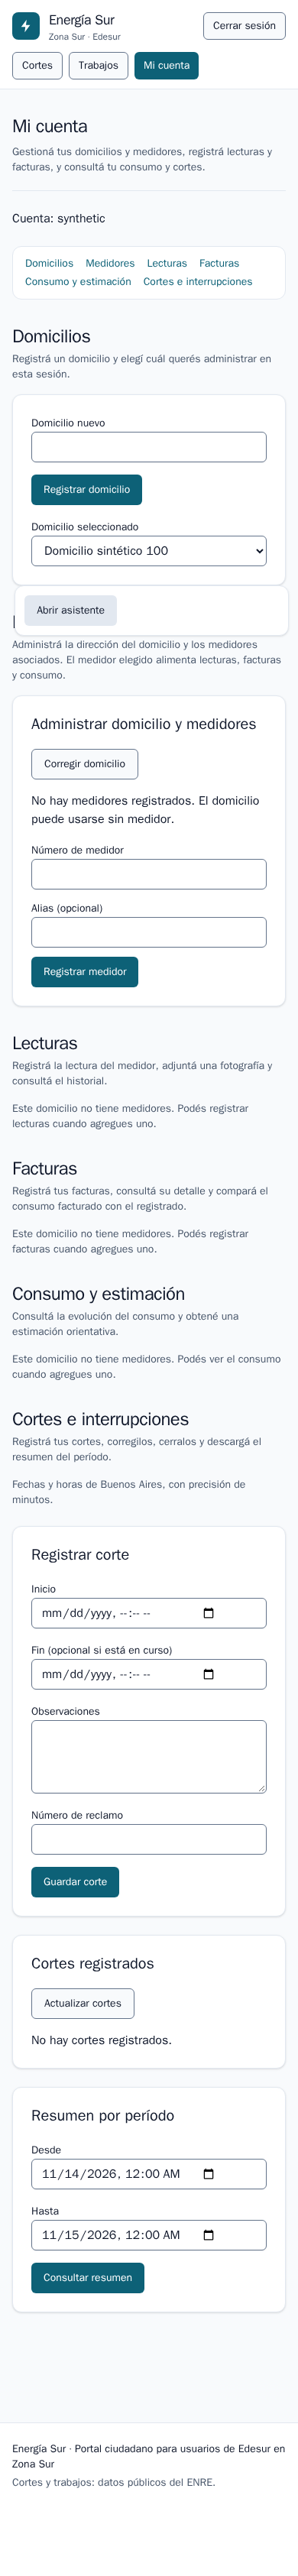 Energía Sur
Zona Sur · Edesur
Cerrar sesión
Cortes
Trabajos
Mi cuenta
Mi cuenta
Gestioná tus domicilios y medidores, registrá lecturas y
facturas, y consultá tu consumo y cortes.
Cuenta: synthetic
Domicilios Medidores Lecturas Facturas
Consumo y estimación Cortes e interrupciones
Domicilios
Registrá un domicilio y elegí cuál querés administrar en
esta sesión.
Domicilio nuevo
Registrar domicilio
Domicilio seleccionado
Domicilio sintético 100
Abrir asistente
Administrá la dirección del domicilio y los medidores
asociados. El medidor elegido alimenta lecturas, facturas
y consumo.
Administrar domicilio y medidores
Corregir domicilio
No hay medidores registrados. El domicilio
puede usarse sin medidor.
Número de medidor
Alias (opcional)
Registrar medidor
Lecturas
Registrá la lectura del medidor, adjuntá una fotografía y
consultá el historial.
Este domicilio no tiene medidores. Podés registrar
lecturas cuando agregues uno.
Facturas
Registrá tus facturas, consultá su detalle y compará el
consumo facturado con el registrado.
Este domicilio no tiene medidores. Podés registrar
facturas cuando agregues uno.
Consumo y estimación
Consultá la evolución del consumo y obtené una
estimación orientativa.
Este domicilio no tiene medidores. Podés ver el consumo
cuando agregues uno.
Cortes e interrupciones
Registrá tus cortes, corregilos, cerralos y descargá el
resumen del período.
Fechas y horas de Buenos Aires, con precisión de
minutos.
Registrar corte
Inicio
mm/dd/yyyy, --:-- --
Fin (opcional si está en curso)
mm/dd/yyyy, --:-- --
Observaciones
Número de reclamo
Guardar corte
Cortes registrados
Actualizar cortes
No hay cortes registrados.
Resumen por período
Desde
11/14/2026, 12:00 AM
Hasta
11/15/2026, 12:00 AM
Consultar resumen
Energía Sur · Portal ciudadano para usuarios de Edesur en
Zona Sur
Cortes y trabajos: datos públicos del ENRE.